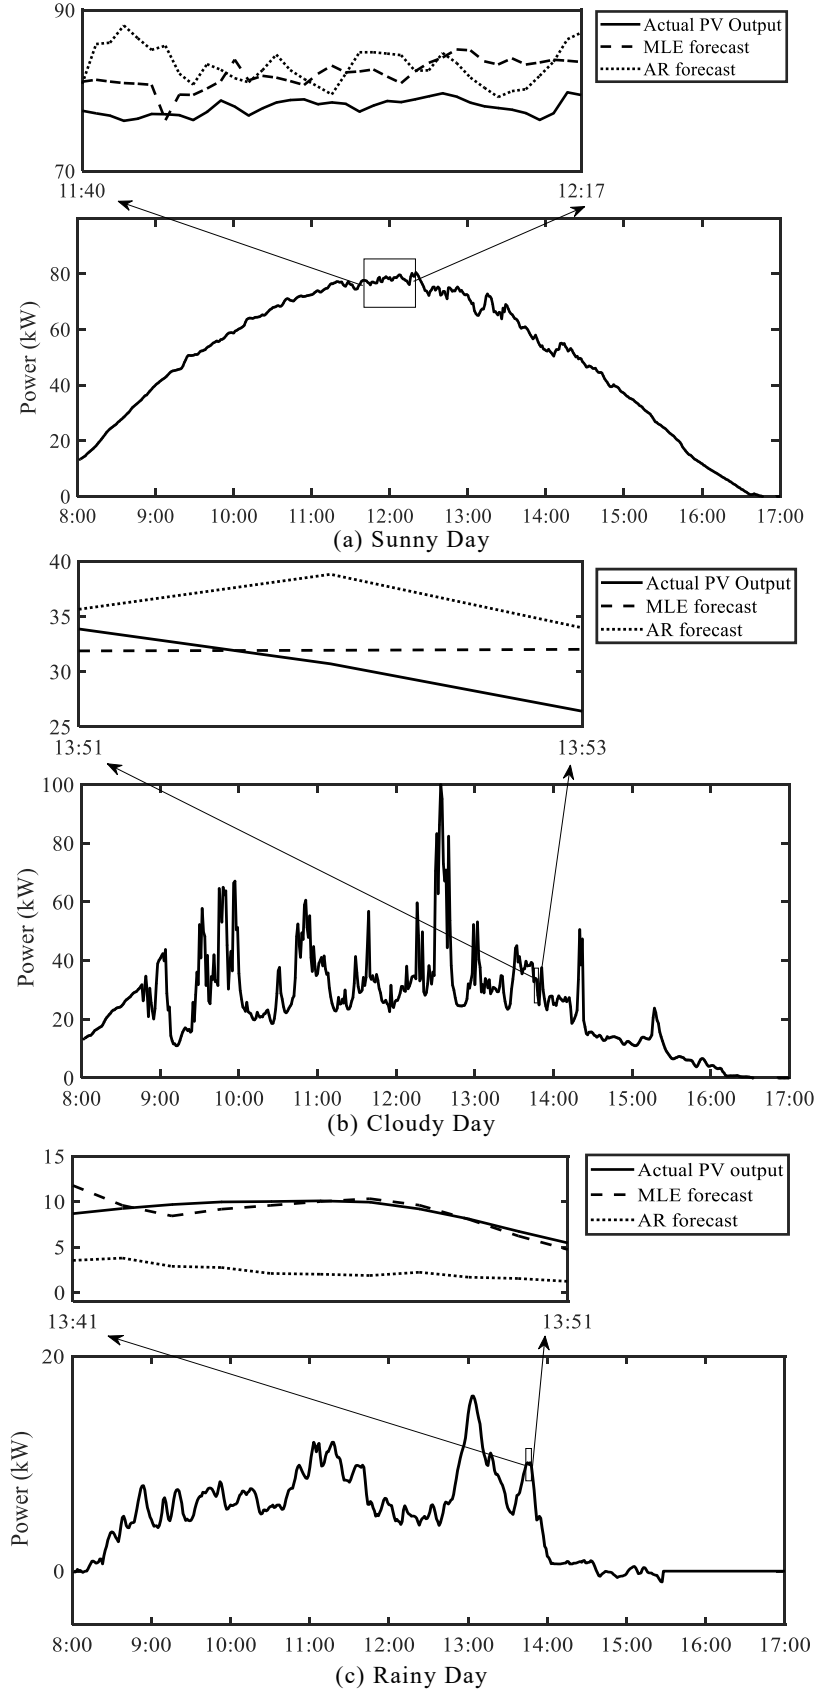 90
Actual PV Output
MLE forecast
AR forecast
70
11:40 12:17
80
60
40
20
0
Power (kW)
8:00 9:00 10:00 11:00 12:00 13:00 14:00 15:00 16:00 17:00
(a) Sunny Day
40
35
30
25
Actual PV Output
MLE forecast
AR forecast
13:51 13:53
100
80
60
40
20
0
Power (kW)
8:00 9:00 10:00 11:00 12:00 13:00 14:00 15:00 16:00 17:00
(b) Cloudy Day
15
10
5
0
Actual PV output
MLE forecast
AR forecast
13:41 13:51
20
10
0
Power (kW)
8:00 9:00 10:00 11:00 12:00 13:00 14:00 15:00 16:00 17:00
(c) Rainy Day